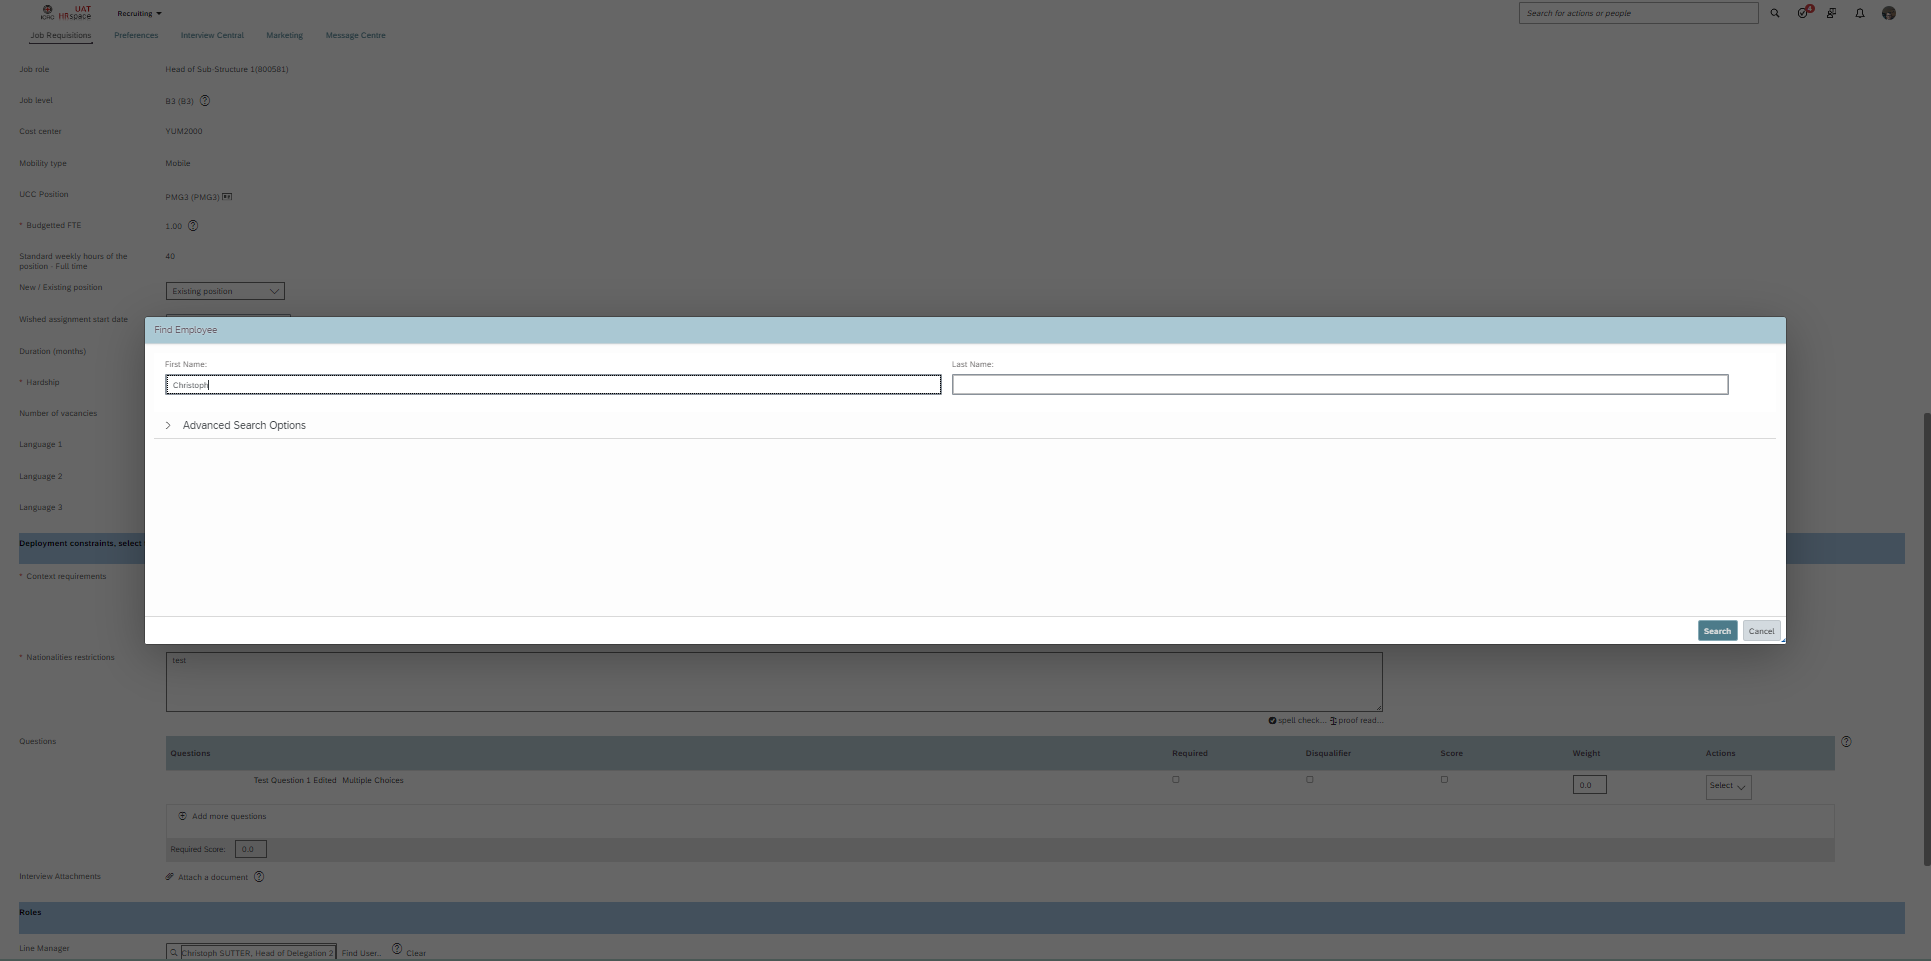 UAT
ICRC HRspace
Recruiting
Search for actions or people
4
Job Requisitions
Preferences
Interview Central
Marketing
Message Centre
Job role
Head of Sub-Structure 1(800581)
Job level
B3 (B3)
Cost center
YUM2000
Mobility type
Mobile
UCC Position
PMG3 (PMG3)
* Budgetted FTE
1.00
Standard weekly hours of the
position - Full time
40
New / Existing position
Existing position
Wished assignment start date
Find Employee
Duration (months)
First Name:
Last Name:
* Hardship
Christoph
Number of vacancies
Advanced Search Options
Language 1
Language 2
Language 3
Deployment constraints, select
* Context requirements
Search
Cancel
* Nationalities restrictions
test
spell check...
proof read...
Questions
Questions
Required
Disqualifier
Score
Weight
Actions
Test Question 1 Edited Multiple Choices
0.0
Select
Add more questions
Required Score:
0.0
Interview Attachments
Attach a document
Roles
Line Manager
Christoph SUTTER, Head of Delegation 2
Find User..
Clear